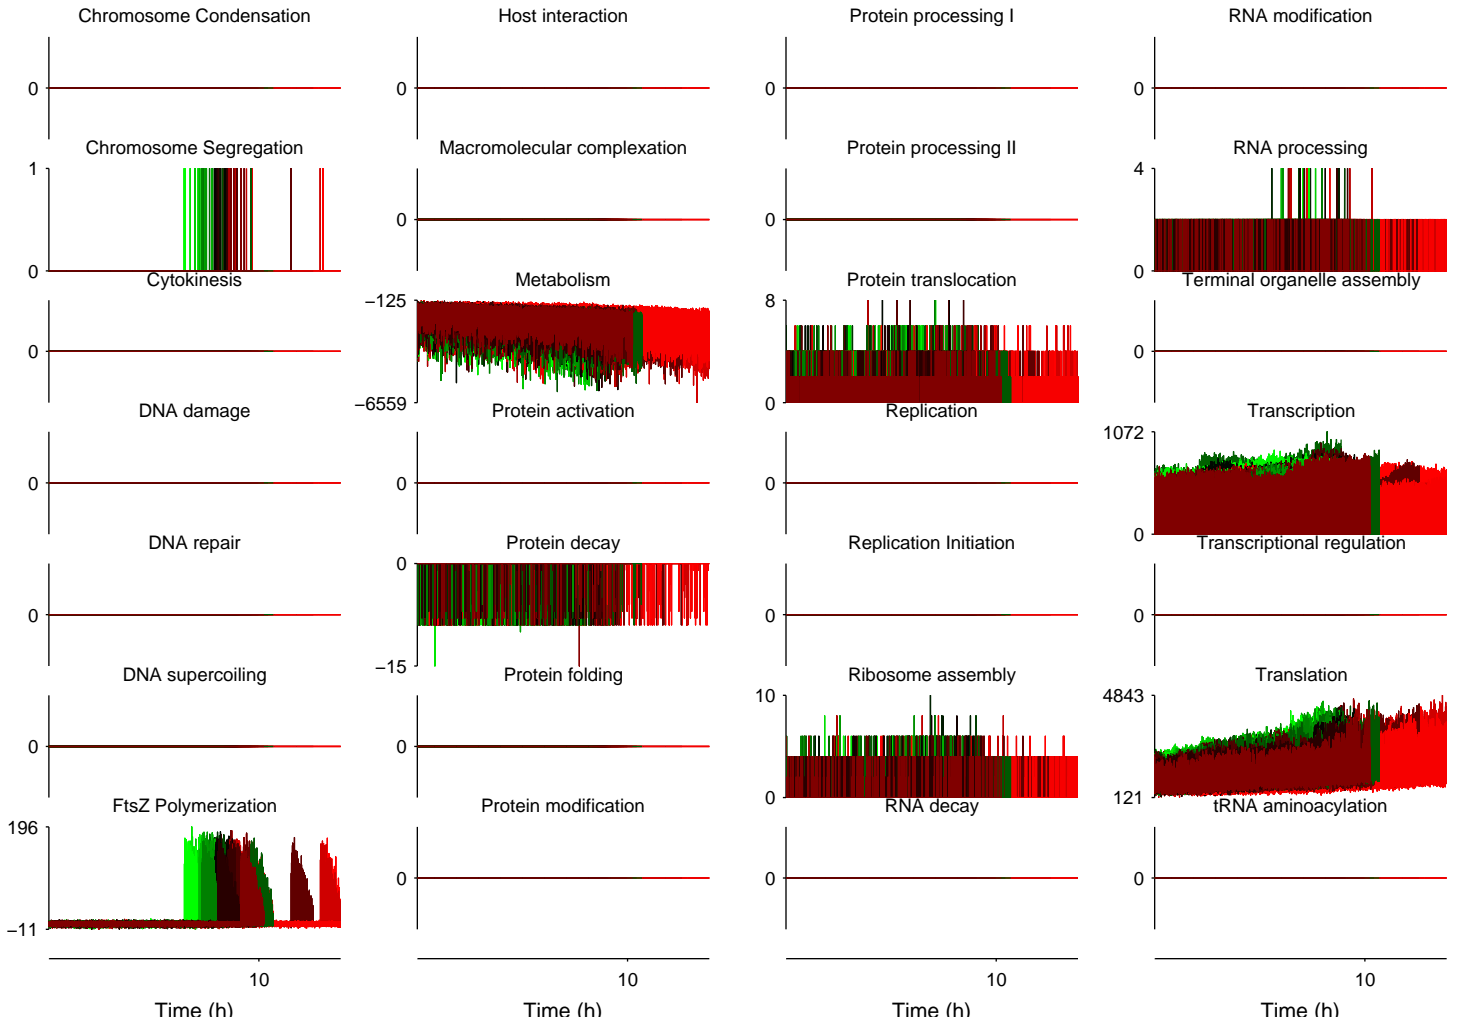 Chromosome Condensation
0
Host interaction
0
Protein processing I
0
RNA modification
0
Chromosome Segregation
1
0
Macromolecular complexation
0
Protein processing II
0
RNA processing
4
0
Cytokinesis
0
Metabolism
−125
−6559
Protein translocation
8
0
Terminal organelle assembly
0
DNA damage
0
Protein activation
0
Replication
0
Transcription
1072
0
DNA repair
0
Protein decay
0
−15
Replication Initiation
0
Transcriptional regulation
0
DNA supercoiling
0
Protein folding
0
Ribosome assembly
10
0
Translation
4843
121
FtsZ Polymerization
196
−11
Protein modification
0
RNA decay
0
tRNA aminoacylation
0
10
10
10
10
Time (h)
Time (h)
Time (h)
Time (h)